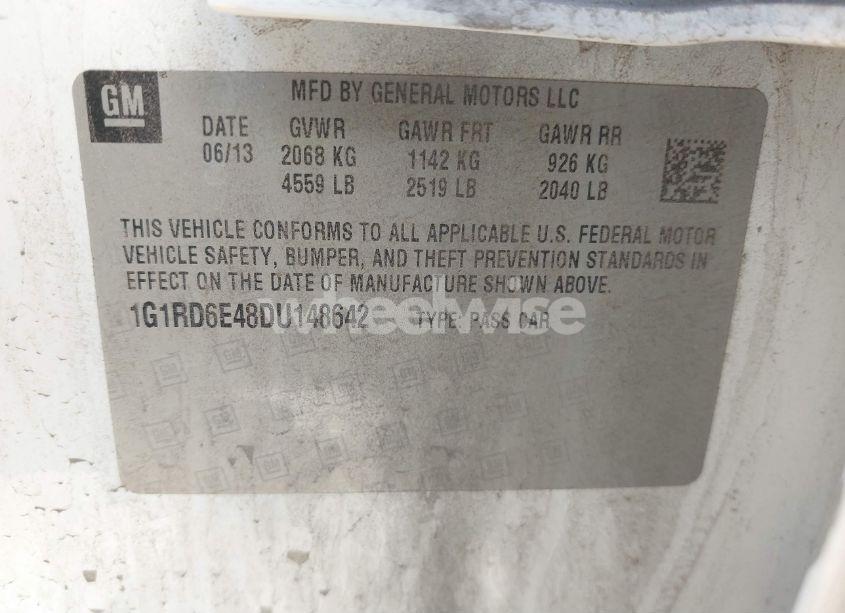 GM
MFD BY GENERAL MOTORS LLC
DATE GVWR GAWR FRT GAWR RR
06/13 2068 KG 1142 KG 926 KG
4559 LB 2519 LB 2040 LB
THIS VEHICLE CONFORMS TO ALL APPLICABLE U.S. FEDERAL MOTOR
VEHICLE SAFETY, BUMPER, AND THEFT PREVENTION STANDARDS IN
EFFECT ON THE DATE OF MANUFACTURE SHOWN ABOVE.
1G1RD6E48DU148642 TYPE: PASS CAR
wheelwise